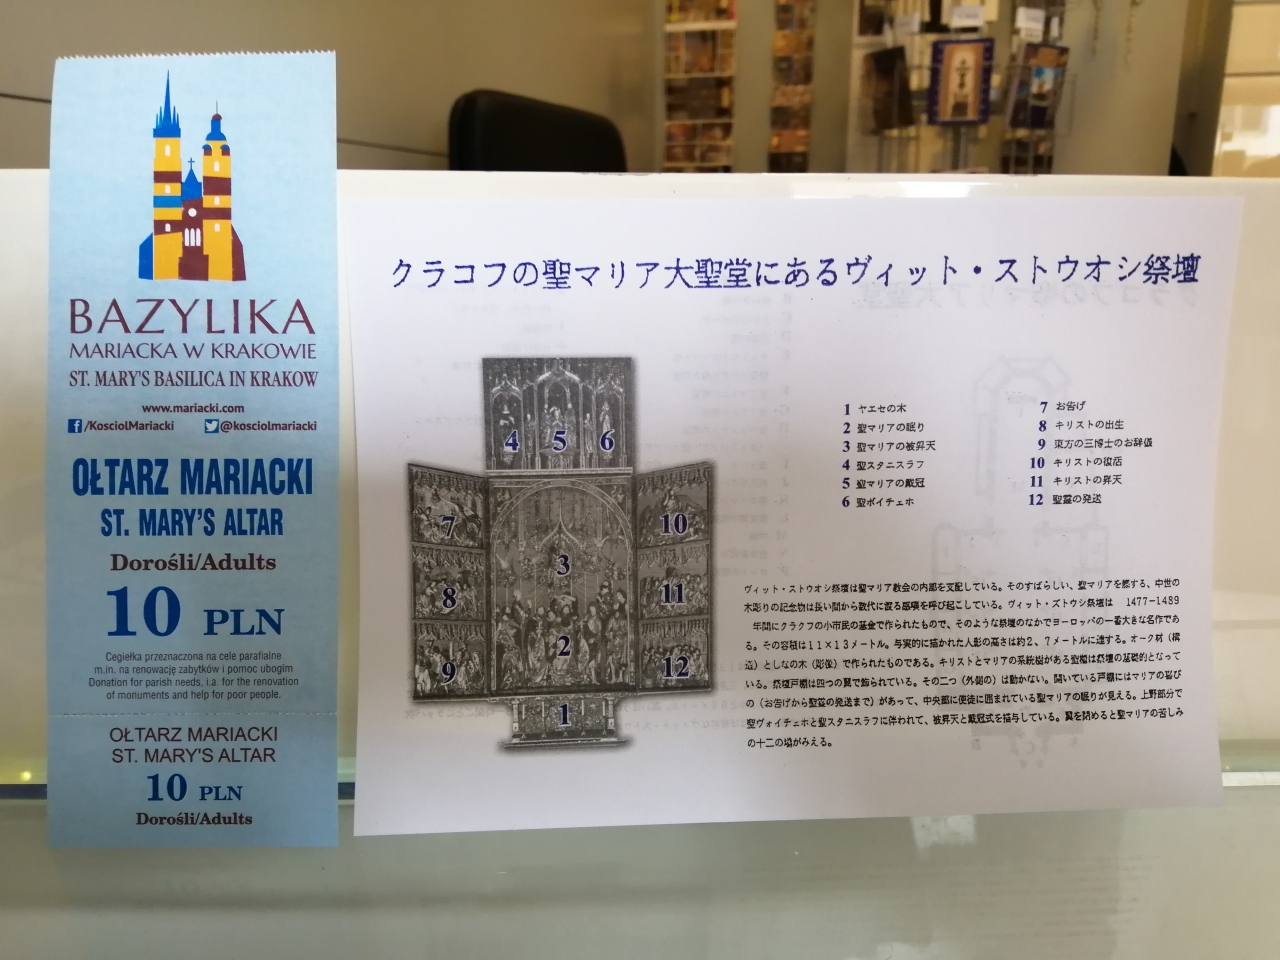 BAZYLIKA
MARIACKA W KRAKOWIE
ST. MARY'S BASILICA IN KRAKOW
www.mariacki.com
/KosciolMariacki @kosciolmariacki
OŁTARZ MARIACKI
ST. MARY'S ALTAR
Dorośli/Adults
10 PLN
Cegiełka przeznaczona na cele parafialne
m.in. na renowację zabytków i pomoc ubogim
Donation for parish needs, i.a. for the renovation
of monuments and help for poor people.
OŁTARZ MARIACKI
ST. MARY'S ALTAR
10 PLN
Dorośli/Adults
クラコフの聖マリア大聖堂にあるヴィット・ストウオシ祭壇
4 5 6
7 10
3
8 11
2
9 12
1
1 ヤエセの木
2 聖マリアの眠り
3 聖マリアの被昇天
4 聖スタニスラフ
5 聖マリアの戴冠
6 聖ボイチェホ
7 お告げ
8 キリストの出生
9 東方の三博士のお辞儀
10 キリストの復活
11 キリストの昇天
12 聖霊の発送
ヴィット・ストウオシ祭壇は聖マリア教会の内部を支配している。そのすばらしい、聖マリアを際する、中世の
木彫りの記念物は長い間から数代に渡る感嘆を呼び起こしている。ヴィット・ズトウシ祭壇は 1477-1489
年間にクラクフの小市民の基金で作られたもので、そのような祭壇のなかでヨーロッパの一番大きな名作であ
る。その容積は11×13メートル。写実的に描かれた人影の高さは約2、7メートルに達する。オーク材（構
造）としなの木（彫像）で作られたものである。キリストとマリアの系統樹がある聖櫃は祭壇の基礎的となって
いる。祭壇戸棚は四つの翼で飾られている。その二つ（外側の）は動かない。開いている戸棚にはマリアの喜び
の（お告げから聖霊の発送まで）があって、中央部に使徒に囲まれている聖マリアの眠りが見える。上野部分で
聖ヴォイチェホと聖スタニスラフに伴われて、被昇天と戴冠式を描写している。翼を閉めると聖マリアの苦しみ
の十二の場がみえる。